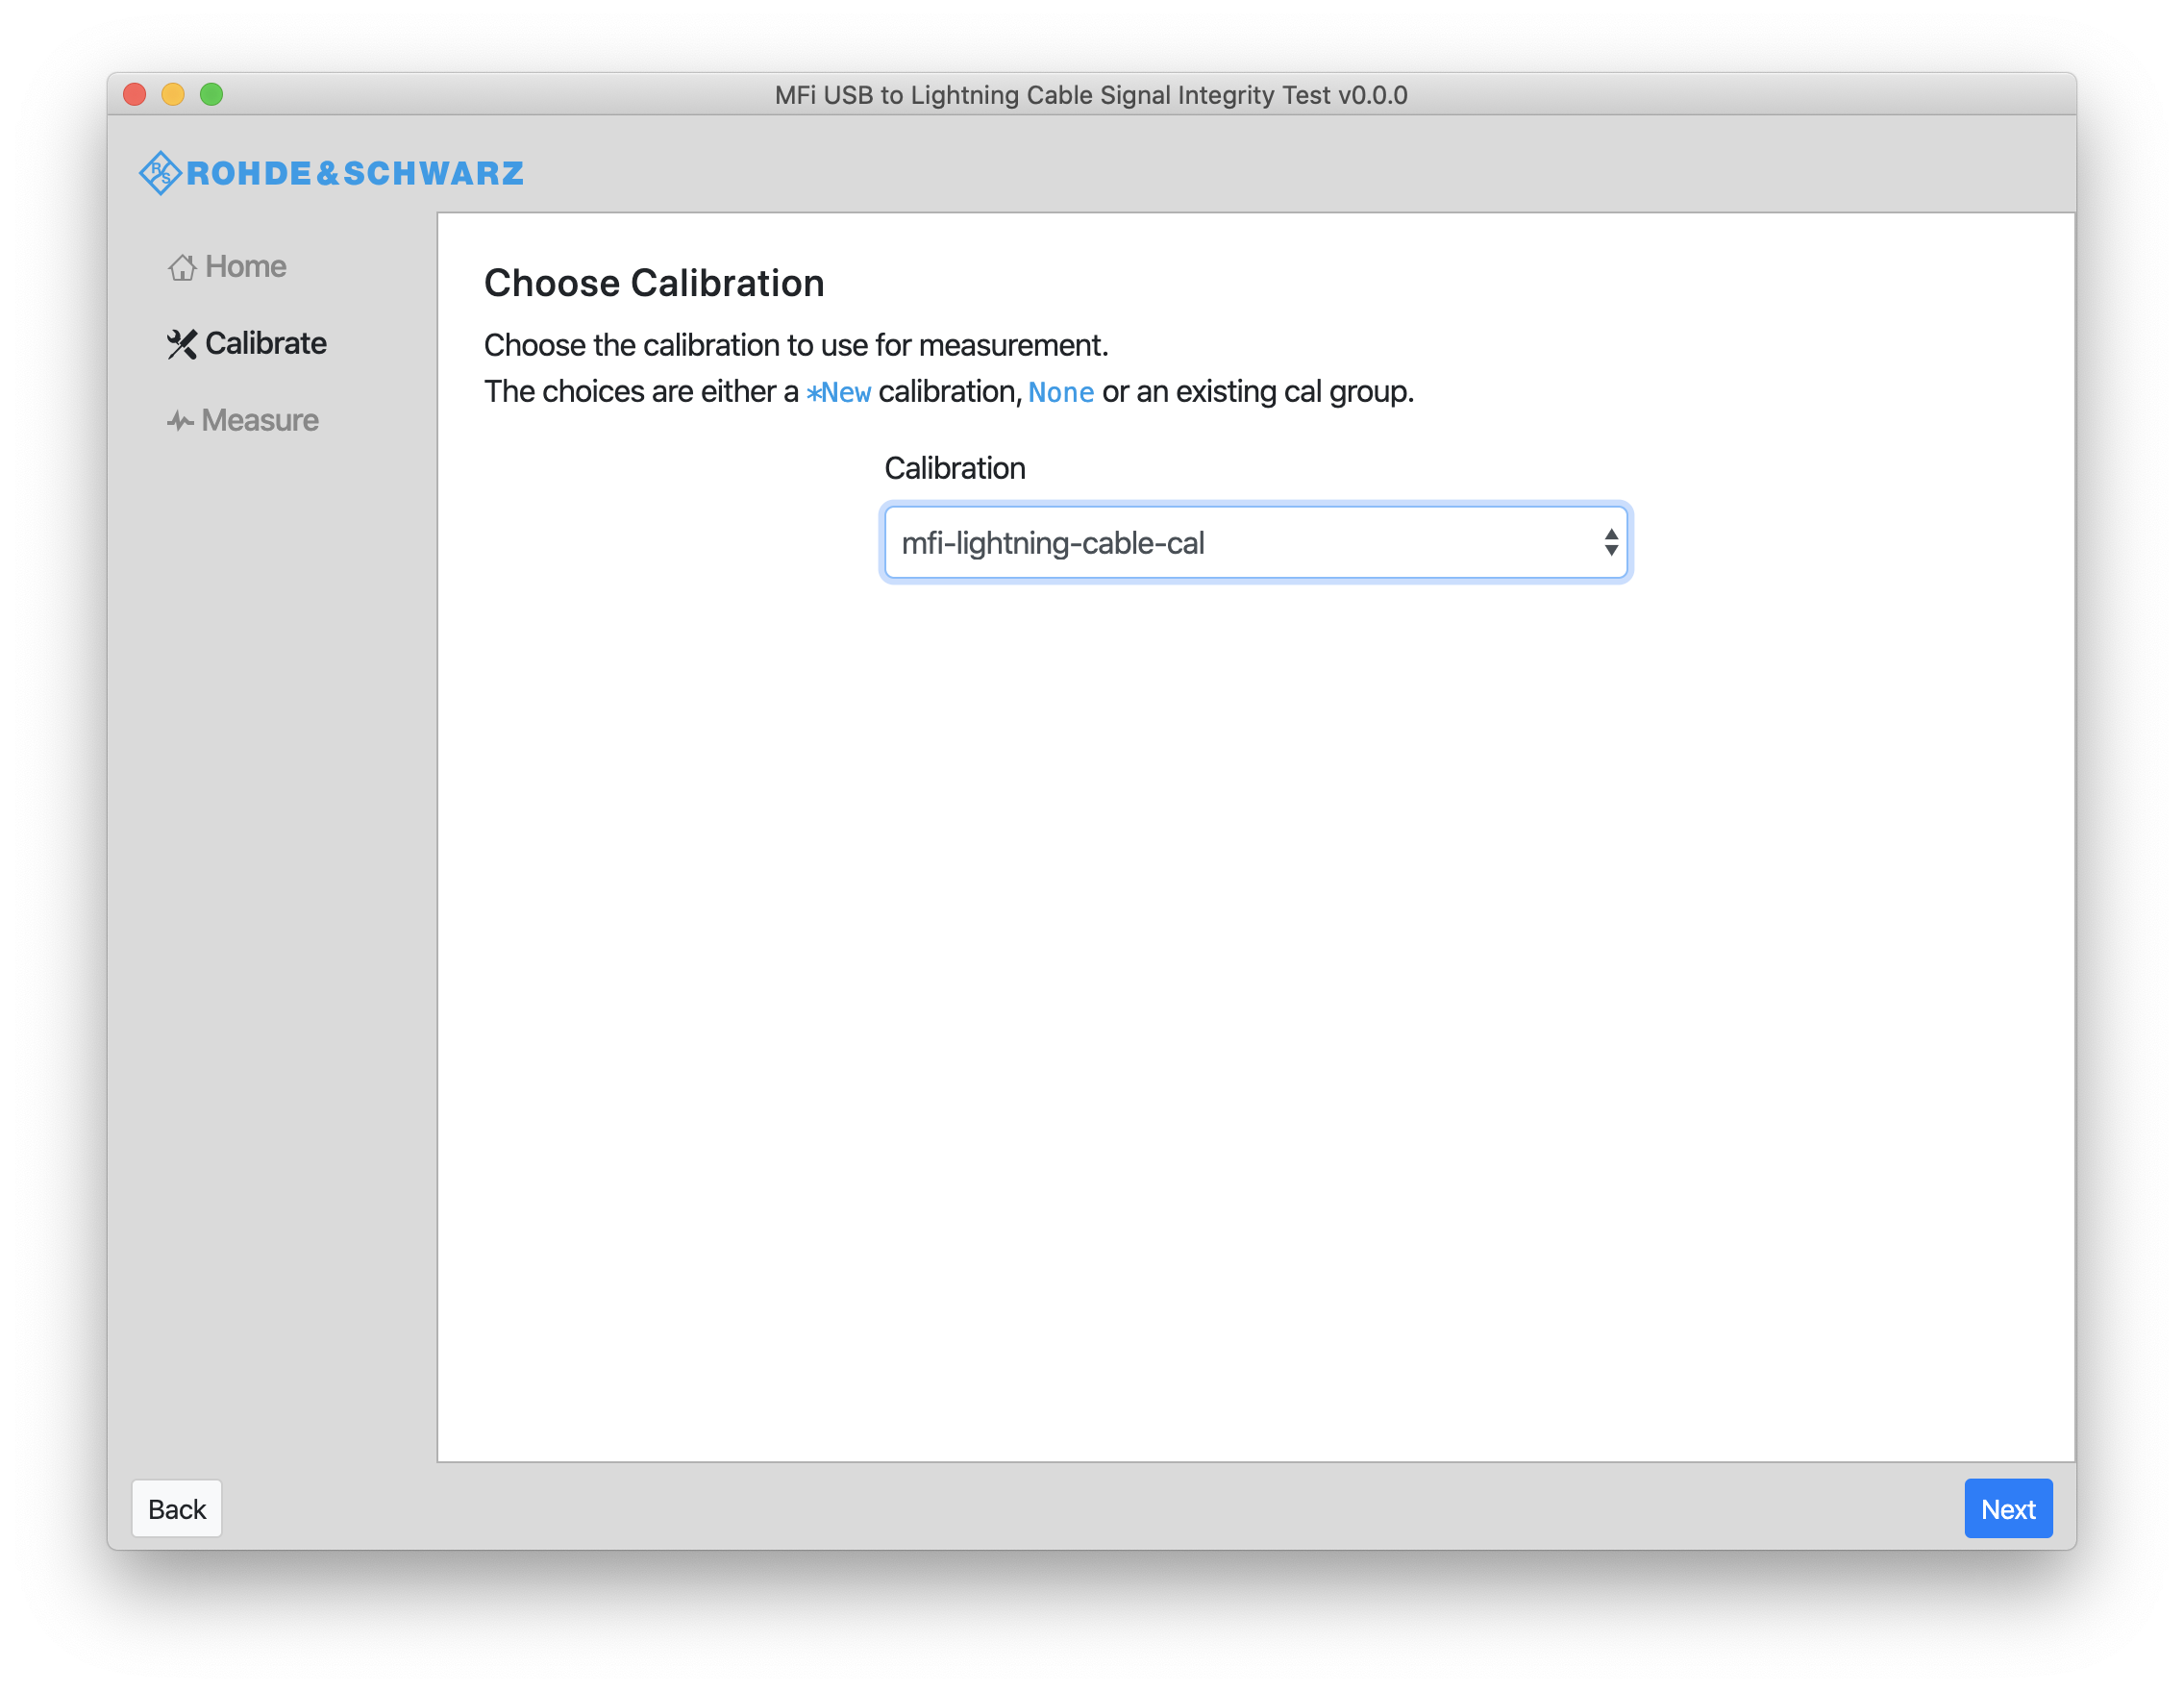 MFi USB to Lightning Cable Signal Integrity Test v0.0.0
R S ROHDE&SCHWARZ
Home
Calibrate
Measure
Choose Calibration
Choose the calibration to use for measurement.
The choices are either a *New calibration, None or an existing cal group.
Calibration
mfi-lightning-cable-cal
Back
Next